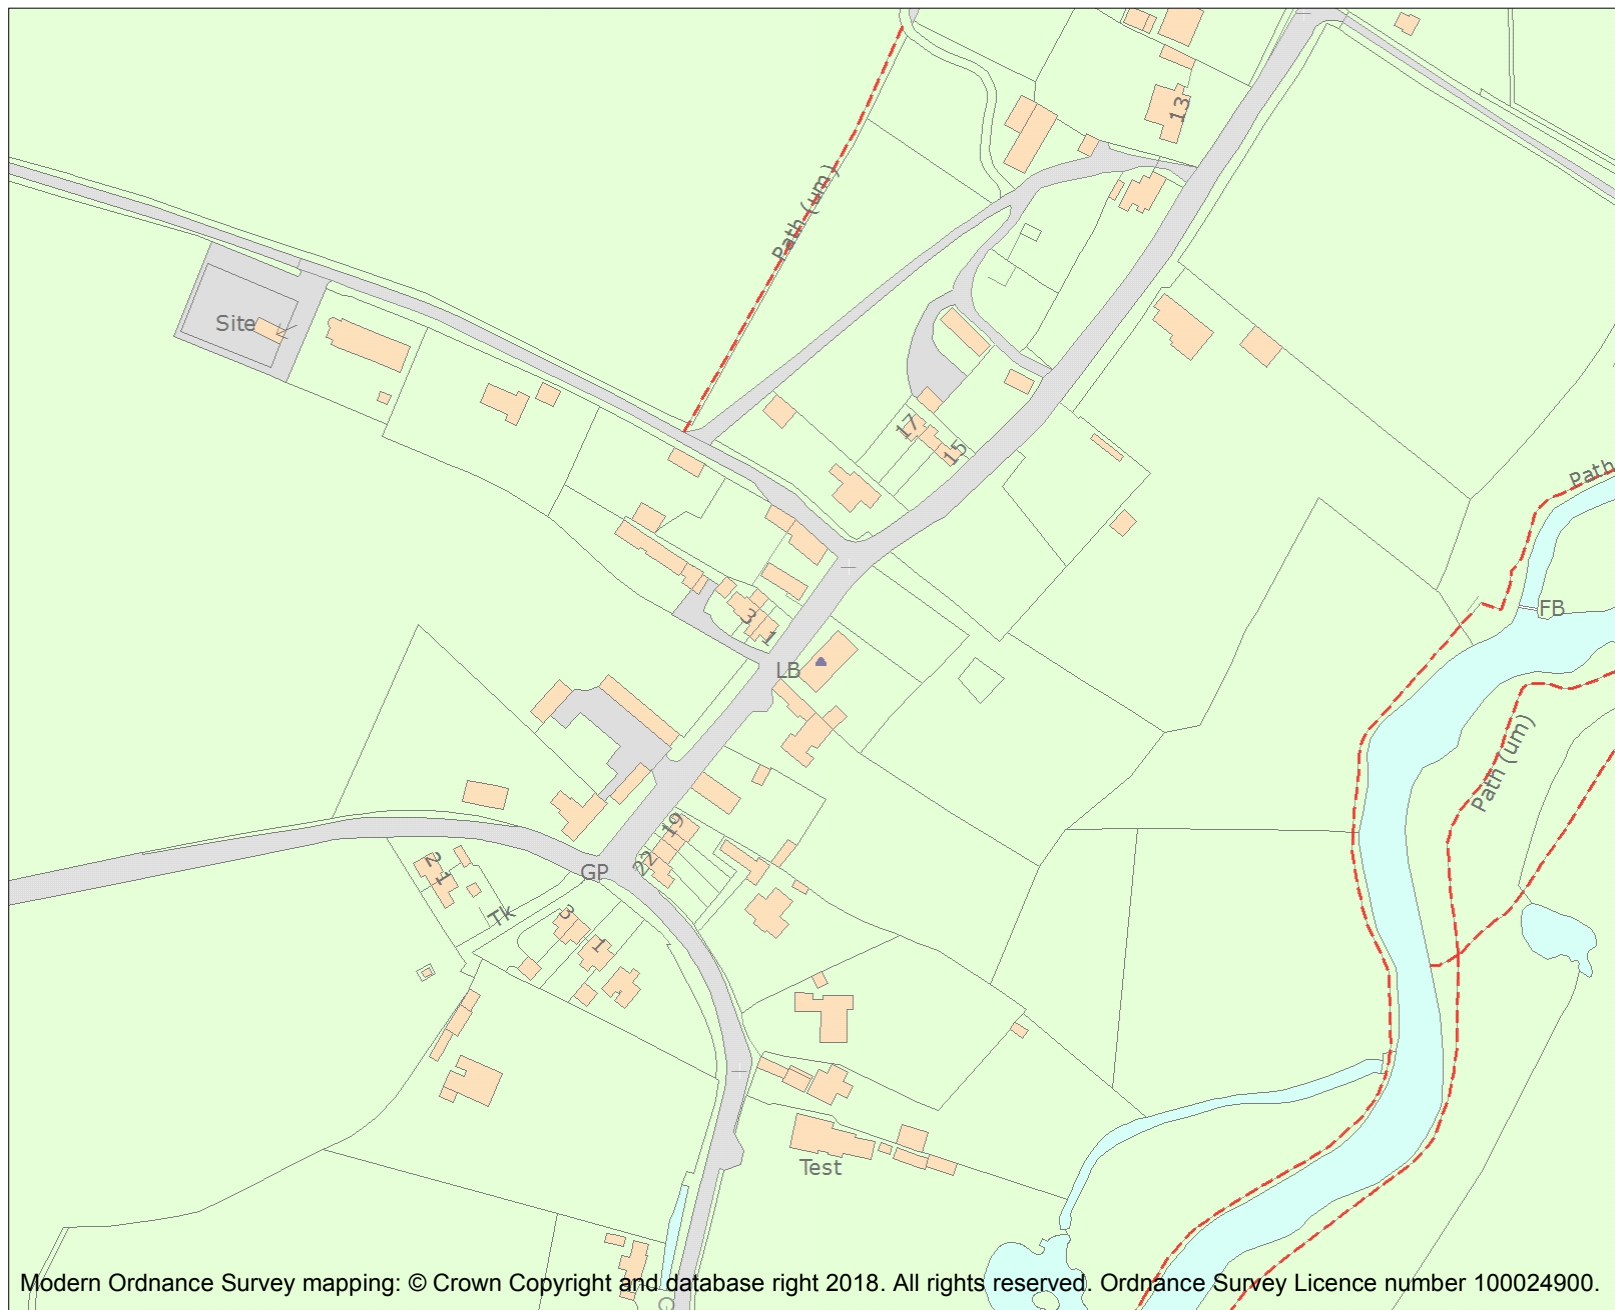 13
Path (um)
Site
17
15
Path
3
1
FB
LB
Path (um)
19
22
GP
2
1
Tk
3
1
Test
Modern Ordnance Survey mapping: © Crown Copyright and database right 2018. All rights reserved. Ordnance Survey Licence number 100024900.